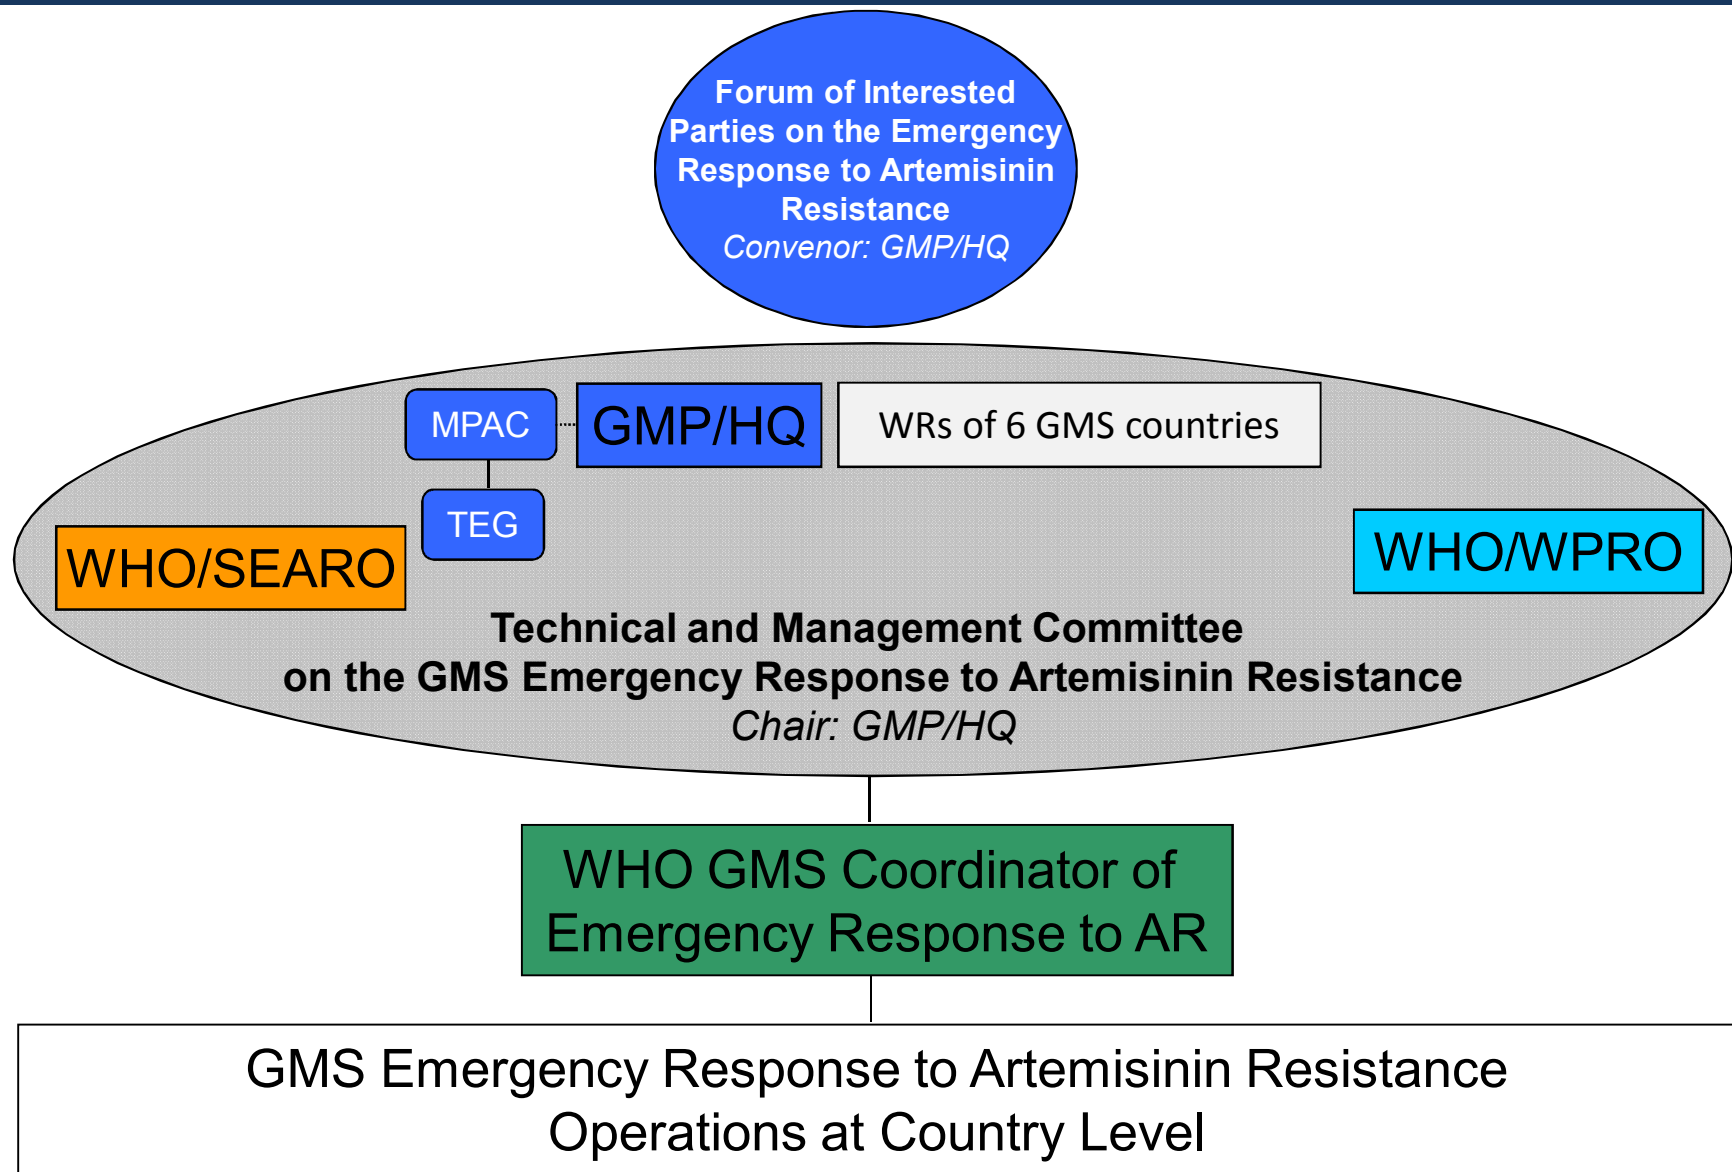 Forum of Interested
Parties on the Emergency
Response to Artemisinin
Resistance
Convenor: GMP/HQ
MPAC
GMP/HQ
WRs of 6 GMS countries
TEG
WHO/SEARO
WHO/WPRO
Technical and Management Committee
on the GMS Emergency Response to Artemisinin Resistance
Chair: GMP/HQ
WHO GMS Coordinator of
Emergency Response to AR
GMS Emergency Response to Artemisinin Resistance
Operations at Country Level